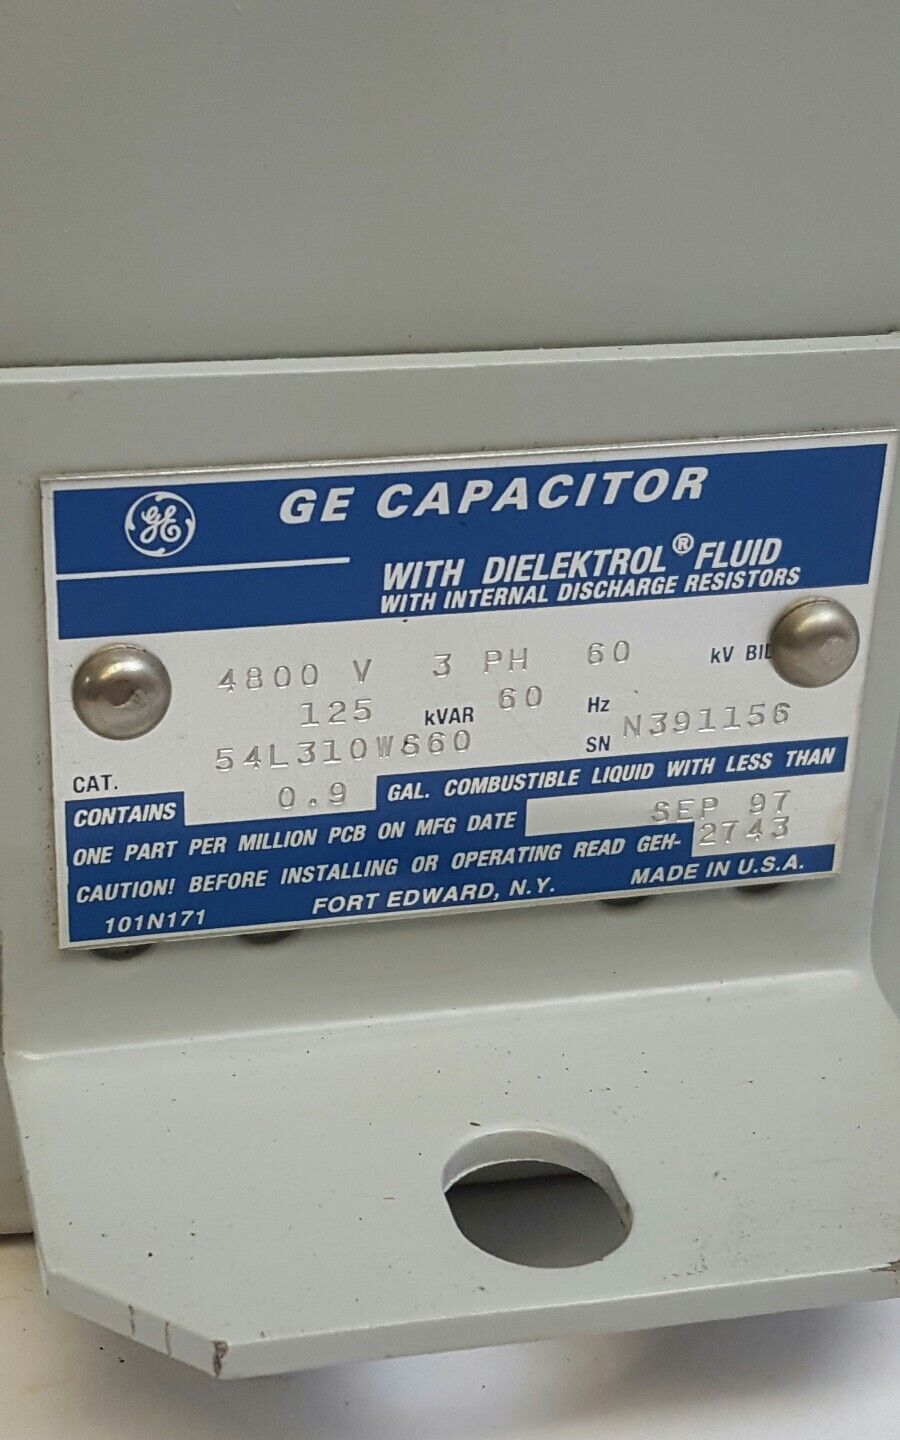 GE GE CAPACITOR
WITH DIELEKTROL® FLUID
WITH INTERNAL DISCHARGE RESISTORS
4800 V 3 PH 60 kV BIL
125 kVAR 60 Hz
CAT. 54L310W660 SN N391156
CONTAINS 0.9 GAL. COMBUSTIBLE LIQUID WITH LESS THAN
ONE PART PER MILLION PCB ON MFG DATE SEP 97
CAUTION! BEFORE INSTALLING OR OPERATING READ GEH- 2743
101N171 FORT EDWARD, N.Y. MADE IN U.S.A.